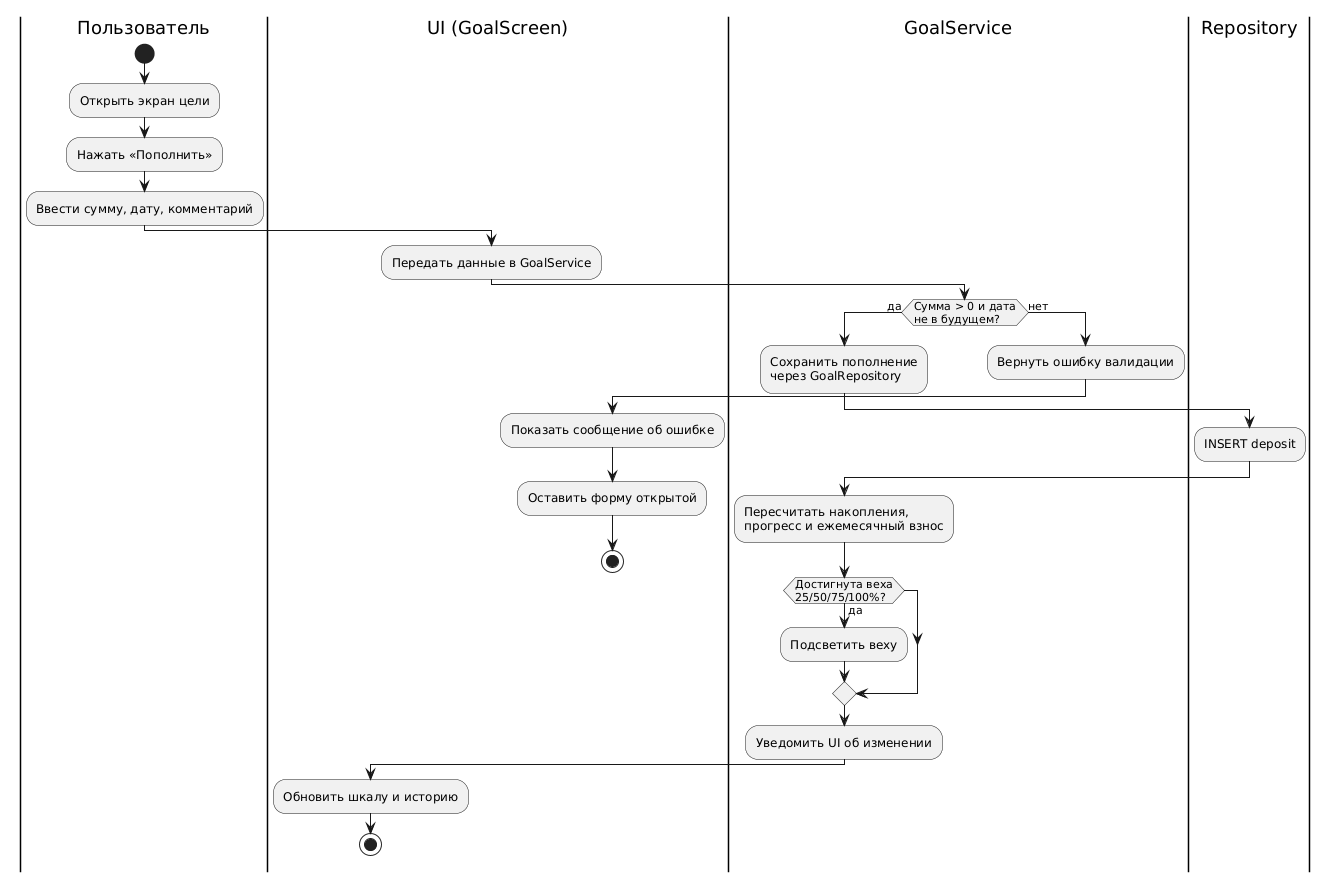 Пользователь
UI (GoalScreen)
GoalService
Repository
Открыть экран цели
Нажать «Пополнить»
Ввести сумму, дату, комментарий
Передать данные в GoalService
да
Сумма > 0 и дата
не в будущем?
нет
Сохранить пополнение
через GoalRepository
Вернуть ошибку валидации
Показать сообщение об ошибке
INSERT deposit
Оставить форму открытой
Пересчитать накопления,
прогресс и ежемесячный взнос
Достигнута веха
25/50/75/100%?
да
Подсветить веху
Уведомить UI об изменении
Обновить шкалу и историю